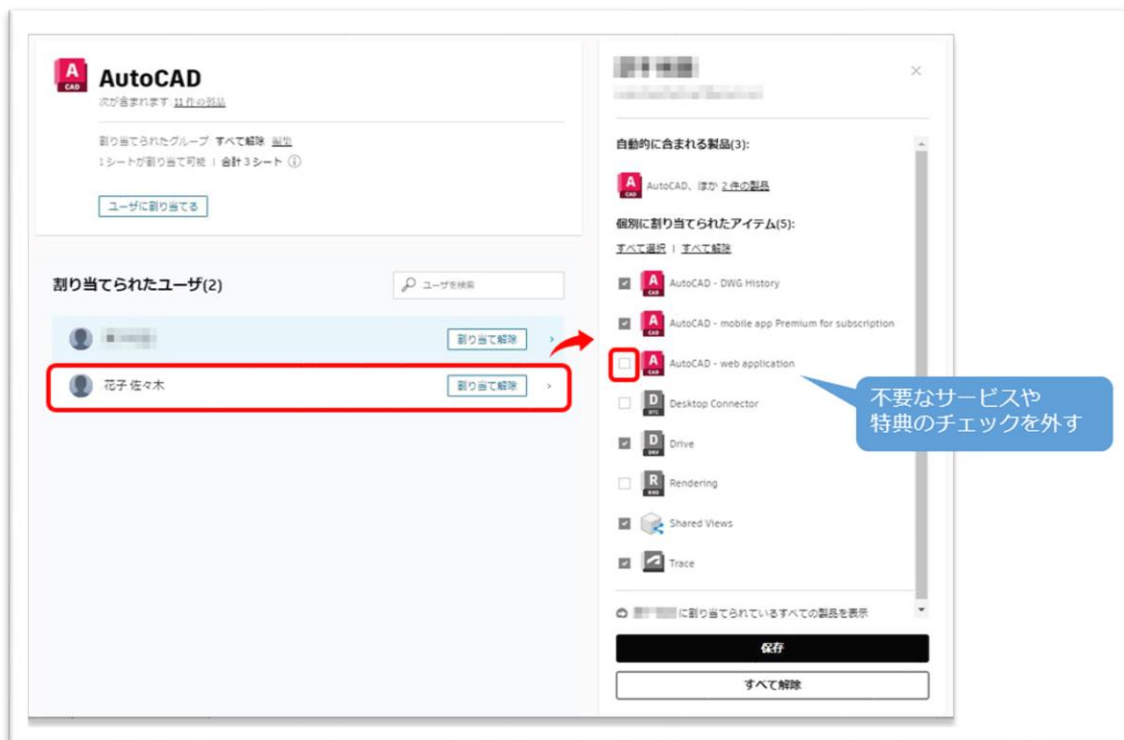 A
CAD
AutoCAD
次が含まれます: 11 件の製品
割り当てられたグループ: すべて解除 編集
1 シートが割り当て可能 | 合計 3 シート
ユーザに割り当てる
割り当てられたユーザ(2)
ユーザを検索
割り当て解除
花子 佐々木
割り当て解除
自動的に含まれる製品(3):
A
CAD
AutoCAD、ほか 2 件の製品
個別に割り当てられたアイテム(5):
すべて選択 | すべて解除
A
CAD
AutoCAD - DWG History
A
CAD
AutoCAD - mobile app Premium for subscription
A
CAD
AutoCAD - web application
D
DTC
Desktop Connector
D
DRV
Drive
R
Rendering
Shared Views
Trace
に割り当てられているすべての製品を表示
保存
すべて解除
不要なサービスや
特典のチェックを外す